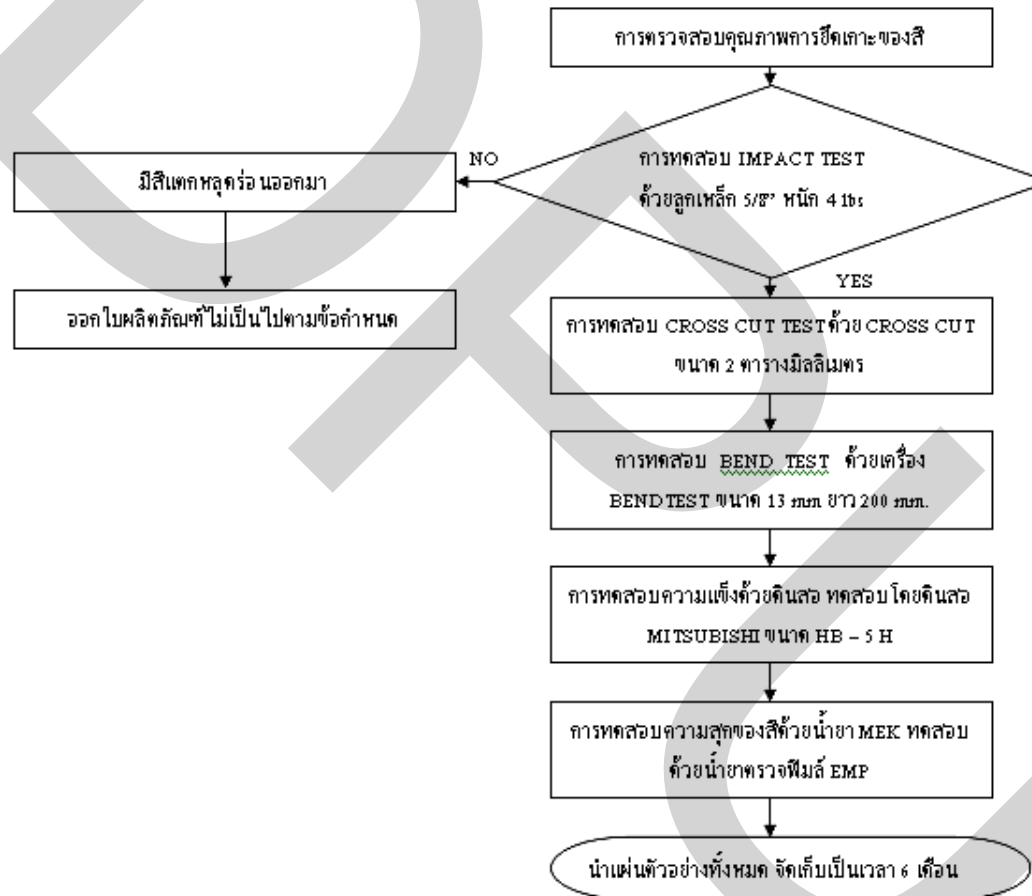 การตรวจสอบคุณภาพการยึดเกาะของสี
การทดสอบ IMPACT TEST
ด้วยลูกเหล็ก 5/8” หนัก 4 lbs
NO
มีสีแตกหลุดร่อนออกมา
ออกใบผลิตภัณฑ์ไม่เป็นไปตามข้อกำหนด
YES
การทดสอบ CROSS CUT TEST ด้วย CROSS CUT
ขนาด 2 ตารางมิลลิเมตร
การทดสอบ BEND TEST ด้วยเครื่อง
BEND TEST ขนาด 13 mm ยาว 200 mm.
การทดสอบความแข็งด้วยดินสอ ทดสอบโดยดินสอ
MITSUBISHI ขนาด HB – 5 H
การทดสอบความสุกของสีด้วยน้ำยา MEK ทดสอบ
ด้วยน้ำยาตรวจฟิมล์ EMP
นำแผ่นตัวอย่างทั้งหมด จัดเก็บเป็นเวลา 6 เดือน